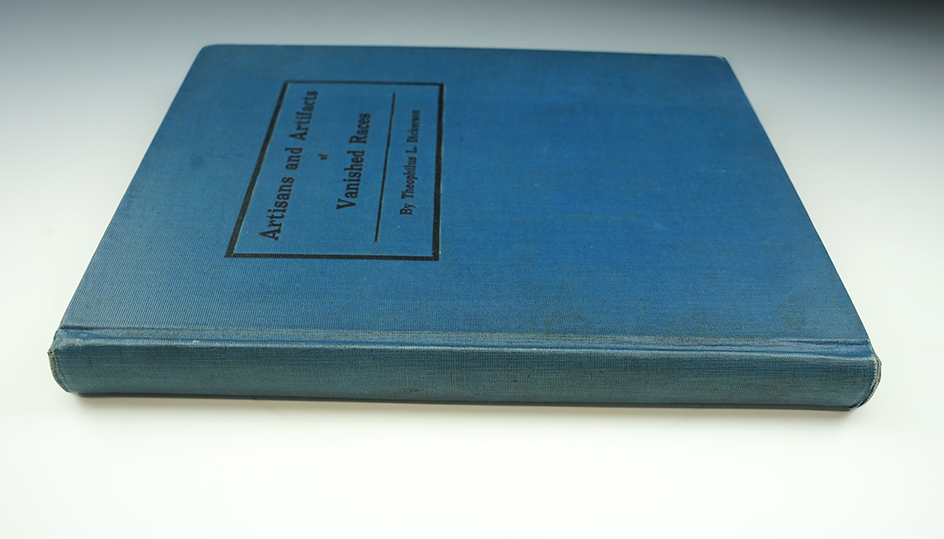 Artisans and Artifacts
of
Vanished Races
By Theophilus L. Dickerson